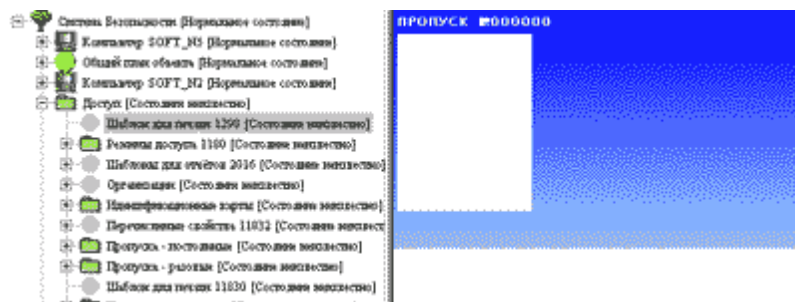 Система Безопасности [Нормальное состояние]
Компьютер SOFT_N5 [Нормальное состояние]
Общий план объекта [Нормальное состояние]
Компьютер SOFT_N2 [Нормальное состояние]
Доступ [Состояние неизвестно]
Шаблон для печати 1290 [Состояние неизвестно]
Режимы доступа 1180 [Состояние неизвестно]
Шаблоны для отчётов 2016 [Состояние неизвестно]
Организации [Состояние неизвестно]
Идентификационные карты [Состояние неизвестно]
Перечисляемые свойства 11032 [Состояние неизвест
Пропуска - постоянные [Состояние неизвестно]
Пропуска - разовые [Состояние неизвестно]
Шаблон для печати 11030 [Состояние неизвестно]
ПРОПУСК №000000